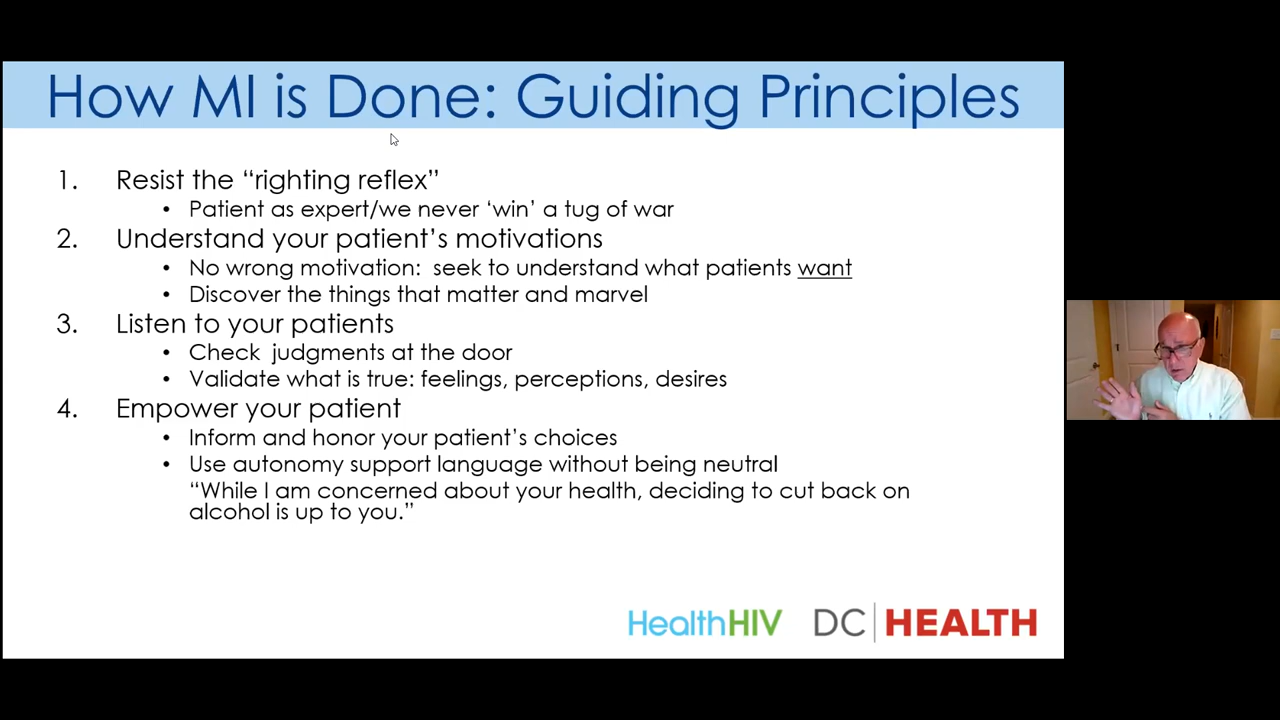 How MI is Done: Guiding Principles
1. Resist the “righting reflex”
• Patient as expert/we never ‘win’ a tug of war
2. Understand your patient’s motivations
• No wrong motivation: seek to understand what patients want
• Discover the things that matter and marvel
3. Listen to your patients
• Check judgments at the door
• Validate what is true: feelings, perceptions, desires
4. Empower your patient
• Inform and honor your patient’s choices
• Use autonomy support language without being neutral
“While I am concerned about your health, deciding to cut back on
alcohol is up to you.”
HealthHIV DC | HEALTH